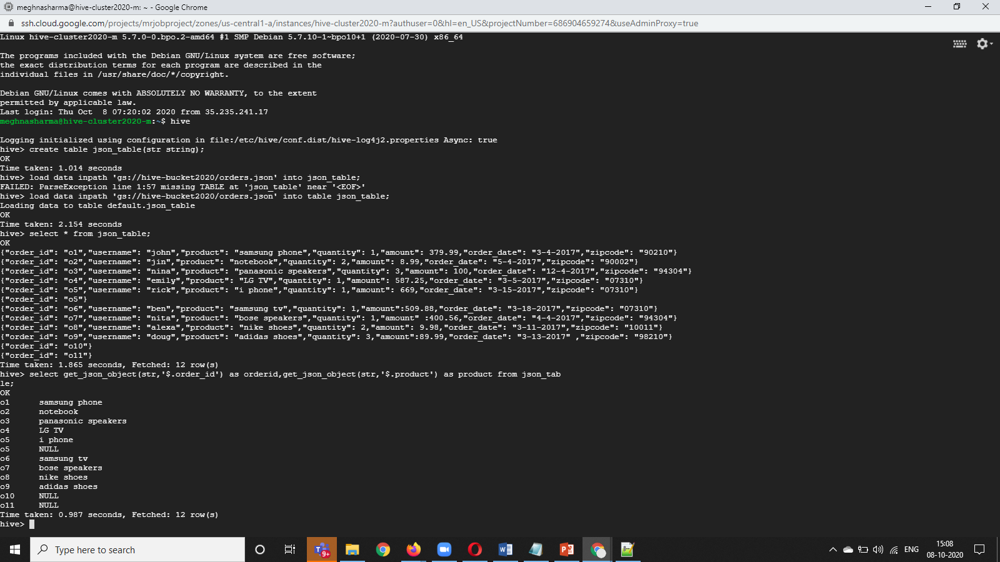 meghnasharma@hive-cluster2020-m: ~ - Google Chrome
ssh.cloud.google.com/projects/mrjobproject/zones/us-central1-a/instances/hive-cluster2020-m?authuser=0&hl=en_US&projectNumber=686904659274&useAdminProxy=true
Linux hive-cluster2020-m 5.7.0-0.bpo.2-amd64 #1 SMP Debian 5.7.10-1~bpo10+1 (2020-07-30) x86_64
The programs included with the Debian GNU/Linux system are free software;
the exact distribution terms for each program are described in the
individual files in /usr/share/doc/*/copyright.
Debian GNU/Linux comes with ABSOLUTELY NO WARRANTY, to the extent
permitted by applicable law.
Last login: Thu Oct  8 07:20:02 2020 from 35.235.241.17
meghnasharma@hive-cluster2020-m:~$ hive
Logging initialized using configuration in file:/etc/hive/conf.dist/hive-log4j2.properties Async: true
hive> create table json_table(str string);
OK
Time taken: 1.014 seconds
hive> load data inpath 'gs://hive-bucket2020/orders.json' into json_table;
FAILED: ParseException line 1:57 missing TABLE at 'json_table' near '<EOF>'
hive> load data inpath 'gs://hive-bucket2020/orders.json' into table json_table;
Loading data to table default.json_table
OK
Time taken: 2.154 seconds
hive> select * from json_table;
OK
{"order_id": "o1","username": "john","product": "samsung phone","quantity": 1,"amount": 379.99,"order_date": "3-4-2017","zipcode": "90210"}
{"order_id": "o2","username": "jin","product": "notebook","quantity": 2,"amount": 8.99,"order_date": "5-4-2017","zipcode": "90002"}
{"order_id": "o3","username": "nina","product": "panasonic speakers","quantity": 3,"amount": 100,"order_date": "12-4-2017","zipcode": "94304"}
{"order_id": "o4","username": "emily","product": "LG TV","quantity": 1,"amount": 587.25,"order_date": "3-5-2017","zipcode": "07310"}
{"order_id": "o5","username": "rick","product": "i phone","quantity": 1,"amount": 669,"order_date": "3-15-2017","zipcode": "07310"}
{"order_id": "o5"}
{"order_id": "o6","username": "ben","product": "samsung tv","quantity": 1,"amount":509.88,"order_date": "3-18-2017","zipcode": "07310"}
{"order_id": "o7","username": "nita","product": "bose speakers","quantity": 1,"amount" :400.56,"order_date": "4-4-2017","zipcode": "94304"}
{"order_id": "o8","username": "alexa","product": "nike shoes","quantity": 2,"amount": 9.98,"order_date": "3-11-2017","zipcode": "10011"}
{"order_id": "o9","username": "doug","product": "adidas shoes","quantity": 3,"amount":89.99,"order_date": "3-13-2017" ,"zipcode": "98210"}
{"order_id": "o10"}
{"order_id": "o11"}
Time taken: 1.865 seconds, Fetched: 12 row(s)
hive> select get_json_object(str,'$.order_id') as orderid,get_json_object(str,'$.product') as product from json_tab
le;
OK
o1      samsung phone
o2      notebook
o3      panasonic speakers
o4      LG TV
o5      i phone
o5      NULL
o6      samsung tv
o7      bose speakers
o8      nike shoes
o9      adidas shoes
o10     NULL
o11     NULL
Time taken: 0.987 seconds, Fetched: 12 row(s)
hive>
Type here to search
9+
ENG
15:08
08-10-2020